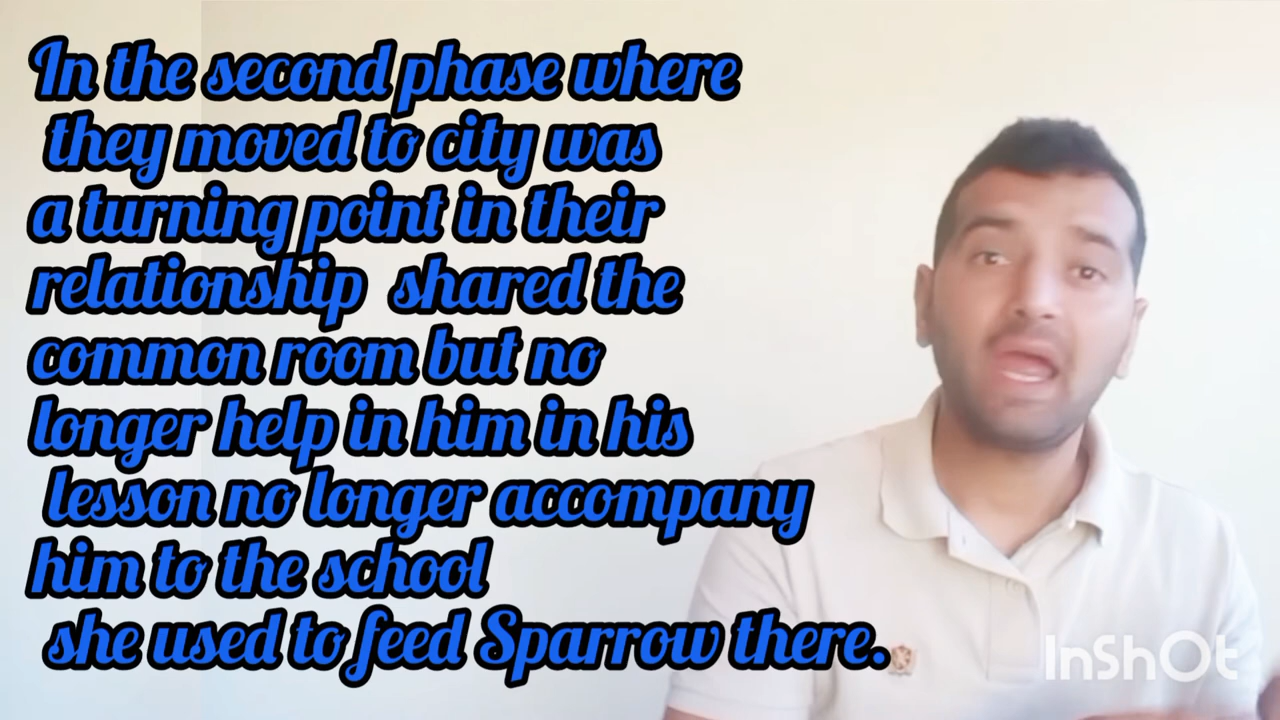 In the second phase where
they moved to city was
a turning point in their
relationship shared the
common room but no
longer help in him in his
lesson no longer accompany
him to the school
she used to feed Sparrow there.
InShOt